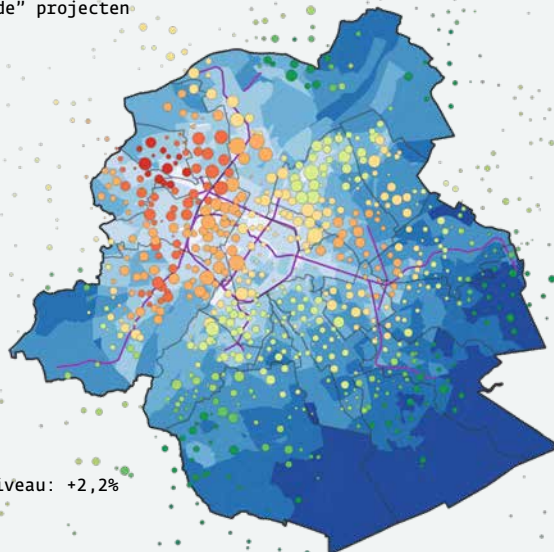 de” projecten
iveau: +2,2%